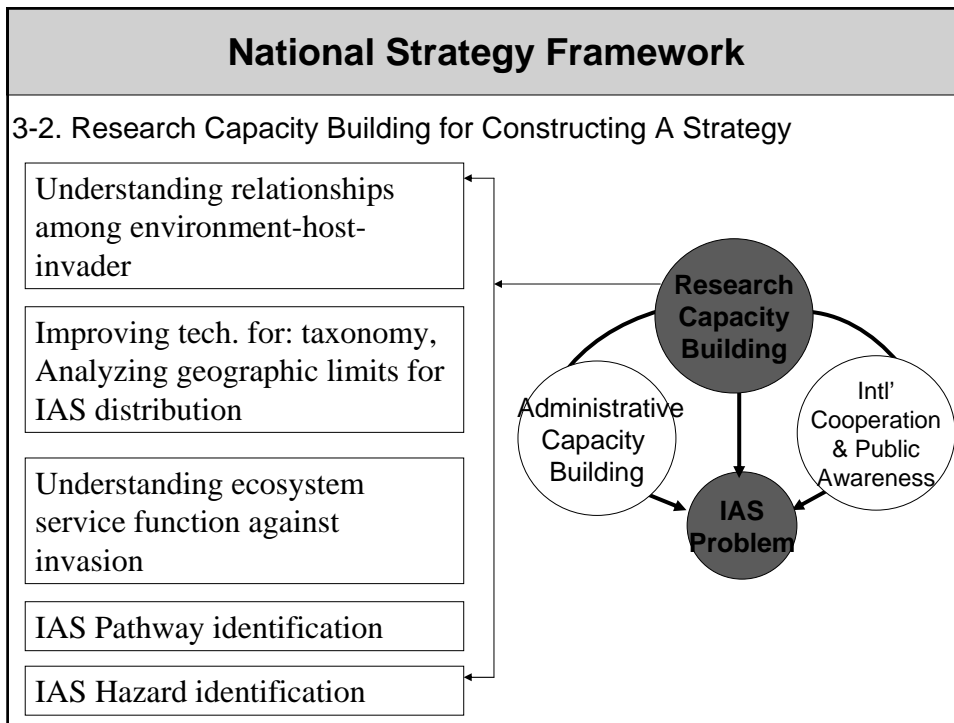 National Strategy Framework
3-2. Research Capacity Building for Constructing A Strategy
Understanding relationships
among environment-host-
invader
Improving tech. for: taxonomy,
Analyzing geographic limits for
IAS distribution
Understanding ecosystem
service function against
invasion
IAS Pathway identification
IAS Hazard identification
Research
Capacity
Building
Administrative
Capacity
Building
Intl’
Cooperation
& Public
Awareness
IAS
Problem